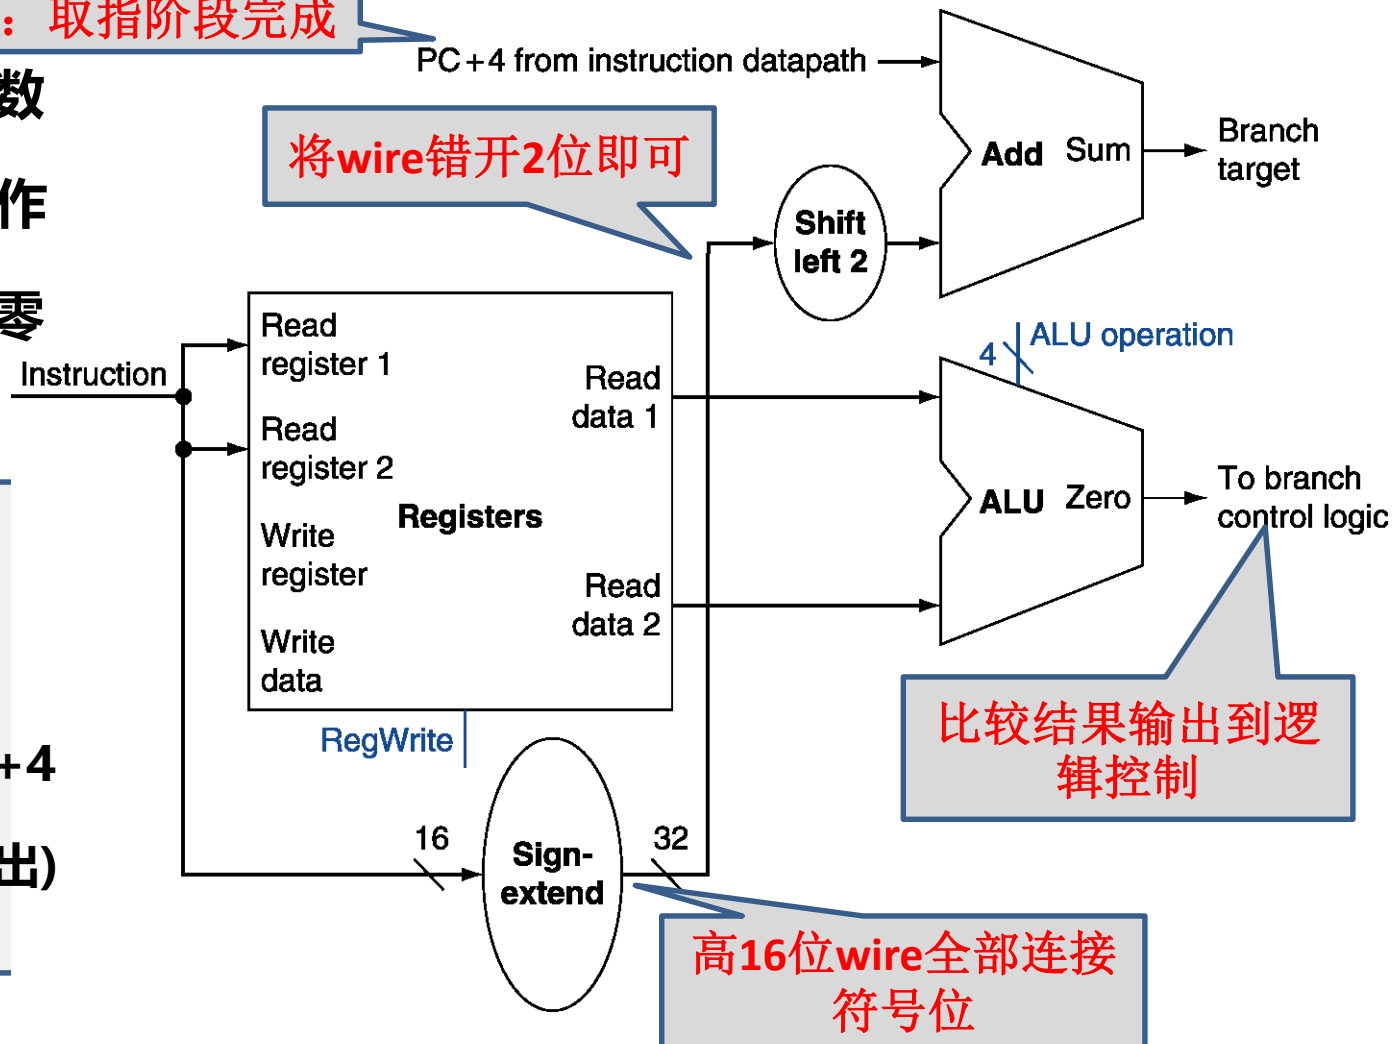 ：取指阶段完成
PC+4 from instruction datapath
数
将wire错开2位即可
作
零
Add Sum
Branch
target
Shift
left 2
Instruction
Read
register 1
Read
register 2
Write
register
Write
data
Registers
Read
data 1
Read
data 2
4
ALU operation
ALU Zero
To branch
control logic
比较结果输出到逻
辑控制
RegWrite
+4
出)
16
Sign-
extend
32
高16位wire全部连接
符号位